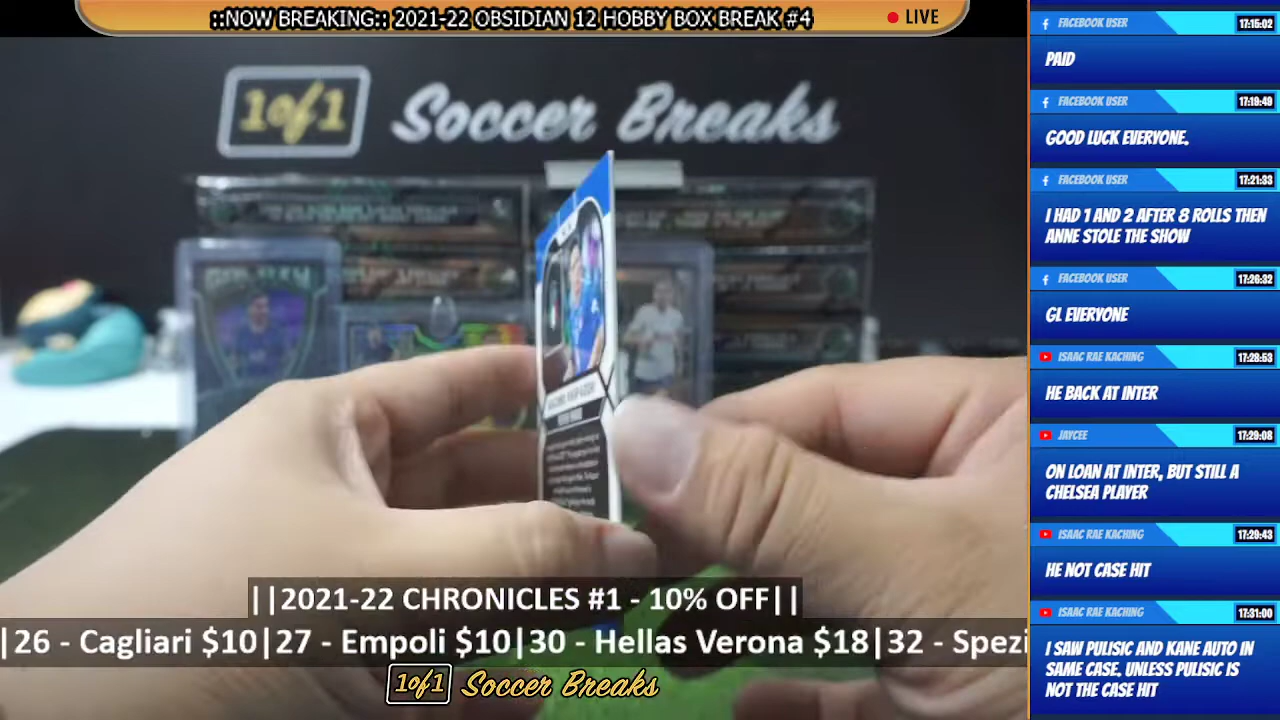 ::NOW BREAKING:: 2021-22 OBSIDIAN 12 HOBBY BOX BREAK #4
LIVE
1of1 Soccer Breaks
||2021-22 CHRONICLES #1 - 10% OFF||
|26 - Cagliari $10|27 - Empoli $10|30 - Hellas Verona $18|32 - Spezi
1of1 Soccer Breaks
FACEBOOK USER 17:15:02
PAID
FACEBOOK USER 17:19:49
GOOD LUCK EVERYONE.
FACEBOOK USER 17:21:33
I HAD 1 AND 2 AFTER 8 ROLLS THEN
ANNE STOLE THE SHOW
FACEBOOK USER 17:26:32
GL EVERYONE
ISAAC RAE KACHING 17:28:53
HE BACK AT INTER
JAYCEE 17:29:08
ON LOAN AT INTER, BUT STILL A
CHELSEA PLAYER
ISAAC RAE KACHING 17:29:43
HE NOT CASE HIT
ISAAC RAE KACHING 17:31:00
I SAW PULISIC AND KANE AUTO IN
SAME CASE. UNLESS PULISIC IS
NOT THE CASE HIT